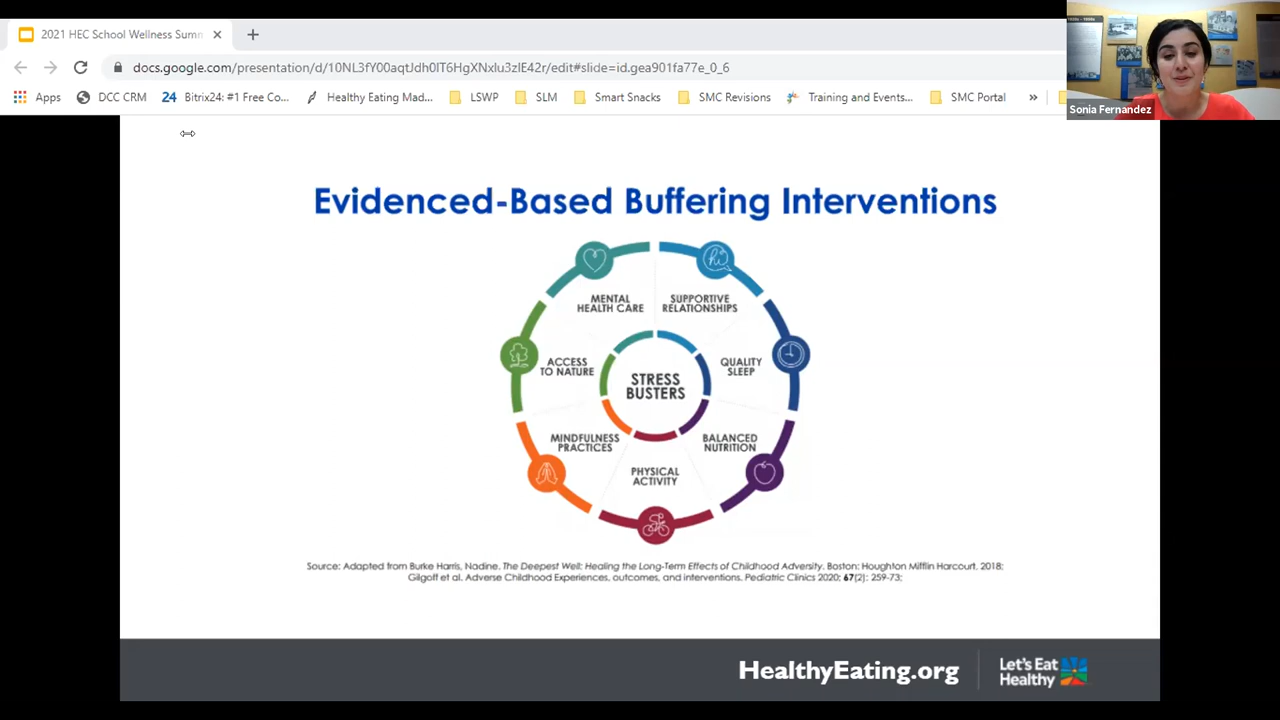 2021 HEC School Wellness Summ
docs.google.com/presentation/d/10NL3fY00aqtJdh0IT6HgXNxlu3zIE42r/edit#slide=id.gea901fa77e_0_6
Apps
DCC CRM
24 Bitrix24: #1 Free Co...
Healthy Eating Mad...
LSWP
SLM
Smart Snacks
SMC Revisions
Training and Events...
SMC Portal
»
Sonia Fernandez
Evidenced-Based Buffering Interventions
hi
MENTAL
HEALTH CARE
SUPPORTIVE
RELATIONSHIPS
ACCESS
TO NATURE
QUALITY
SLEEP
STRESS
BUSTERS
MINDFULNESS
PRACTICES
BALANCED
NUTRITION
PHYSICAL
ACTIVITY
Source: Adapted from Burke Harris, Nadine. The Deepest Well: Healing the Long-Term Effects of Childhood Adversity. Boston: Houghton Mifflin Harcourt. 2018;
Gilgoff et al. Adverse Childhood Experiences, outcomes, and interventions. Pediatric Clinics 2020; 67(2): 259-73;
HealthyEating.org
Let's Eat
Healthy